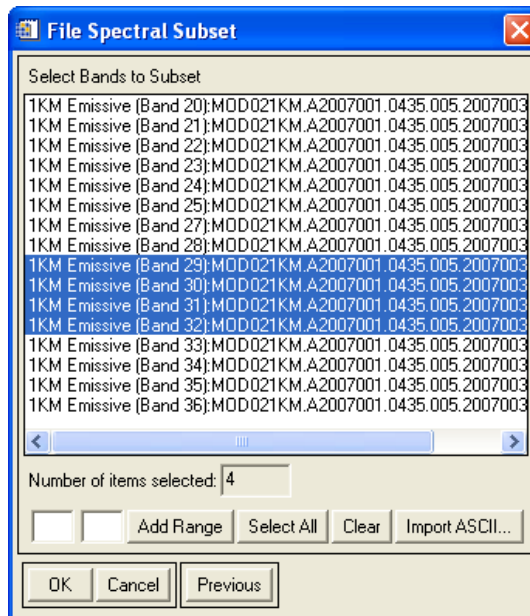 File Spectral Subset
Select Bands to Subset
1KM Emissive (Band 20):MOD021KM.A2007001.0435.005.2007003
1KM Emissive (Band 21):MOD021KM.A2007001.0435.005.2007003
1KM Emissive (Band 22):MOD021KM.A2007001.0435.005.2007003
1KM Emissive (Band 23):MOD021KM.A2007001.0435.005.2007003
1KM Emissive (Band 24):MOD021KM.A2007001.0435.005.2007003
1KM Emissive (Band 25):MOD021KM.A2007001.0435.005.2007003
1KM Emissive (Band 27):MOD021KM.A2007001.0435.005.2007003
1KM Emissive (Band 28):MOD021KM.A2007001.0435.005.2007003
1KM Emissive (Band 29):MOD021KM.A2007001.0435.005.2007003
1KM Emissive (Band 30):MOD021KM.A2007001.0435.005.2007003
1KM Emissive (Band 31):MOD021KM.A2007001.0435.005.2007003
1KM Emissive (Band 32):MOD021KM.A2007001.0435.005.2007003
1KM Emissive (Band 33):MOD021KM.A2007001.0435.005.2007003
1KM Emissive (Band 34):MOD021KM.A2007001.0435.005.2007003
1KM Emissive (Band 35):MOD021KM.A2007001.0435.005.2007003
1KM Emissive (Band 36):MOD021KM.A2007001.0435.005.2007003
Number of items selected: 4
Add Range Select All Clear Import ASCII...
OK Cancel Previous